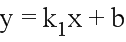 y = k₁x + b